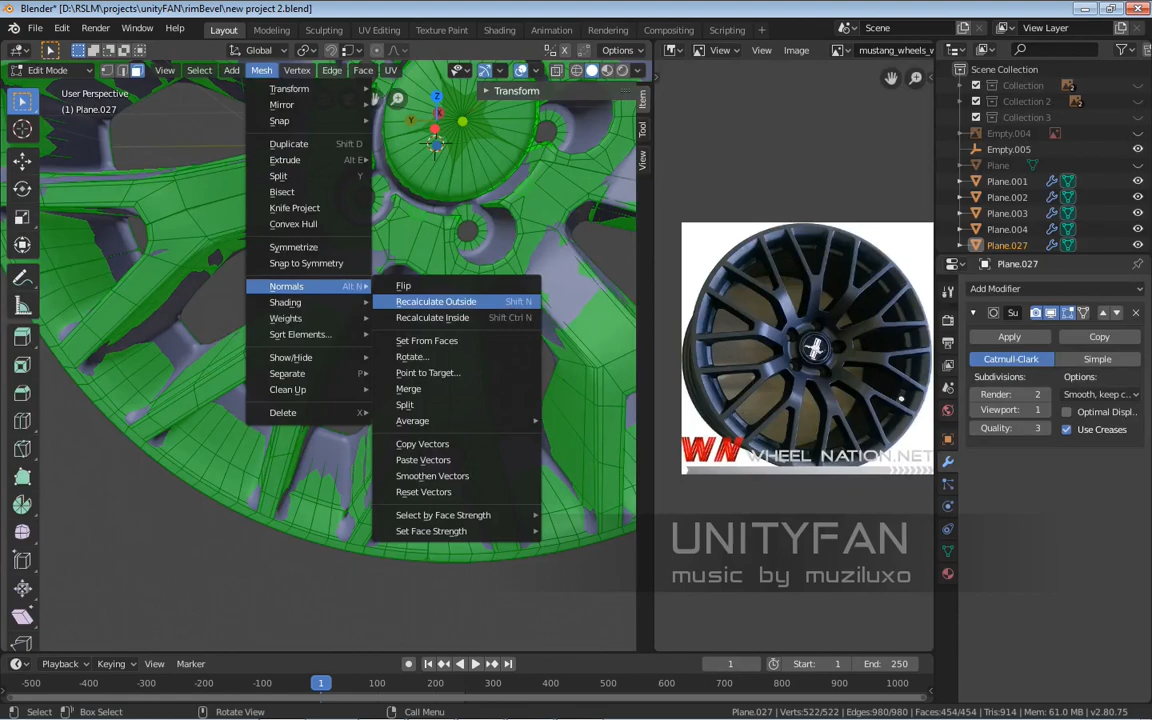 Blender* [D:\RSLM\projects\unityFAN\rimBevel\new project 2.blend]
File Edit Render Window Help Layout Modeling Sculpting UV Editing Texture Paint Shading Animation Rendering Compositing Scripting Scene View Layer
Global Options View View Image mustang_wheels_w
Edit Mode View Select Add Mesh Vertex Edge Face UV
User Perspective
(1) Plane.027
Transform
Item
Tool
View
Z
X
Y
Transform
Mirror
Snap
Duplicate Shift D
Extrude Alt E
Split Y
Bisect
Knife Project
Convex Hull
Symmetrize
Snap to Symmetry
Normals Alt N
Shading
Weights
Sort Elements...
Show/Hide
Separate P
Clean Up
Delete X
Flip
Recalculate Outside Shift N
Recalculate Inside Shift Ctrl N
Set From Faces
Rotate...
Point to Target...
Merge
Split
Average
Copy Vectors
Paste Vectors
Smoothen Vectors
Reset Vectors
Select by Face Strength
Set Face Strength
WN WHEEL NATION.NET
UNITYFAN
music by muziluxo
Scene Collection
Collection 2
Collection 2 2
Collection 3
Empty.004
Empty.005
Plane
Plane.001
Plane.002
Plane.003
Plane.004
Plane.027
Plane.027
Add Modifier
Su
Apply Copy
Catmull-Clark Simple
Subdivisions: Options:
Render: 2 Smooth, keep c...
Viewport: 1 Optimal Displ..
Quality: 3 Use Creases
Playback Keying View Marker 1 Start: 1 End: 250
-500 -400 -300 -200 -100 1 100 200 300 400 500 600 700 800 900 1000
Select Box Select Rotate View Call Menu Plane.027 | Verts:522/522 | Edges:980/980 | Faces:454/454 | Tris:914 | Mem: 61.0 MB | v2.80.75